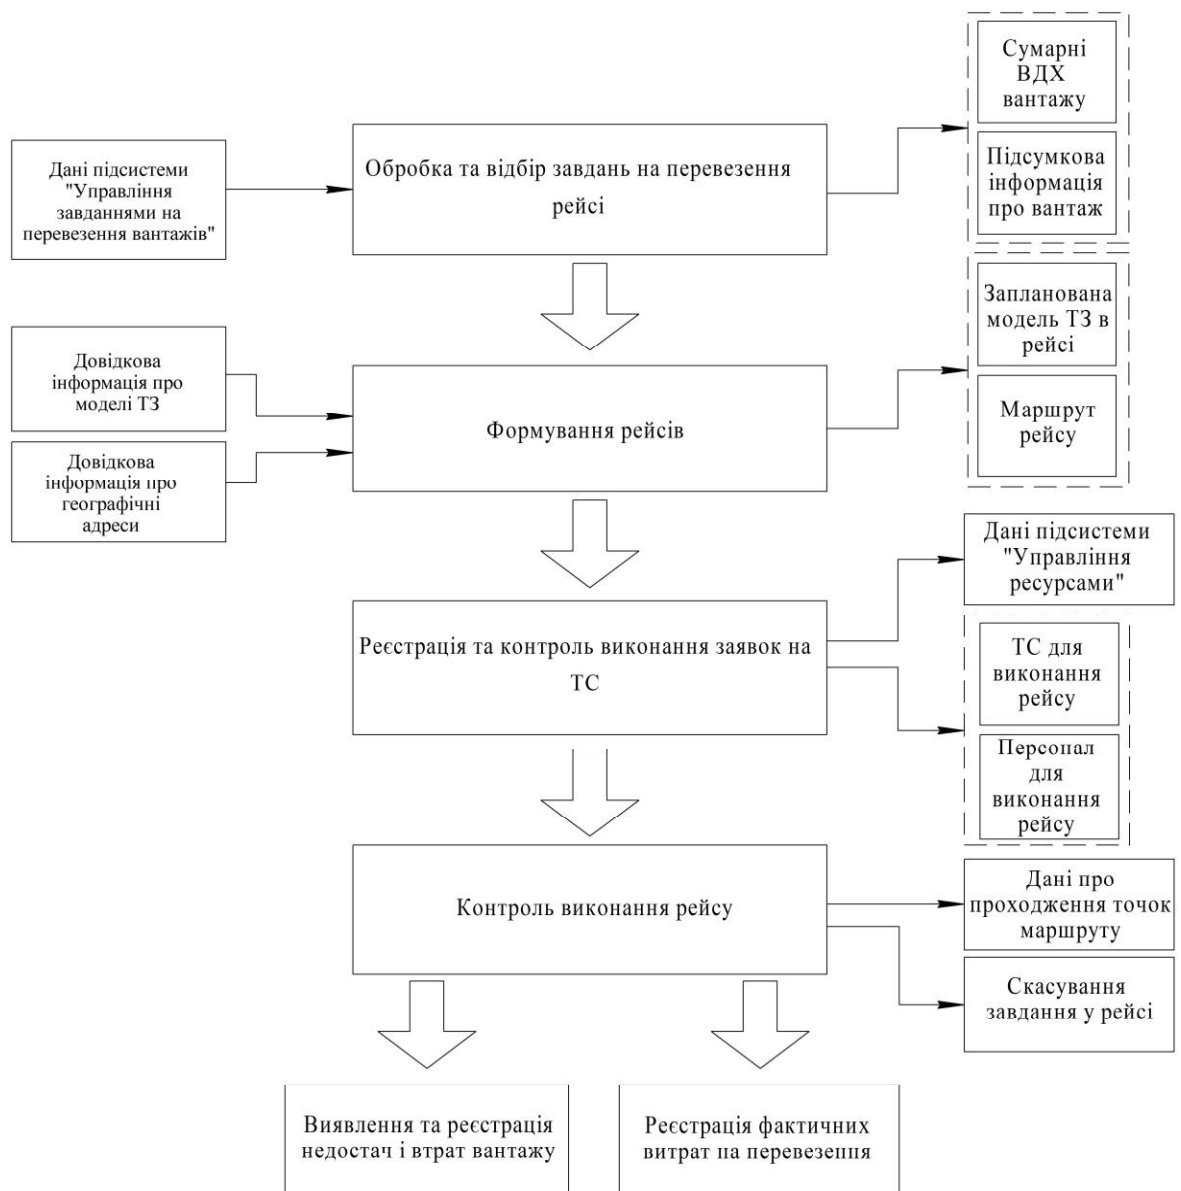 Сумарні
ВДХ
вантажу
Підсумкова
інформація
про вантаж
Дані підсистеми
"Управління
завданнями на
перевезення вантажів"
Обробка та відбір завдань на перевезення
рейсі
Запланована
модель ТЗ в
рейсі
Маршрут
рейсу
Довідкова
інформація про
моделі ТЗ
Довідкова
інформація про
географічні
адреси
Формування рейсів
Дані підсистеми
"Управління
ресурсами"
ТС для
виконання
рейсу
Персонал
для
виконання
рейсу
Реєстрація та контроль виконання заявок на
ТС
Контроль виконання рейсу
Дані про
проходження точок
маршруту
Скасування
завдання у рейсі
Виявлення та реєстрація
недостач і втрат вантажу
Реєстрація фактичних
витрат на перевезення